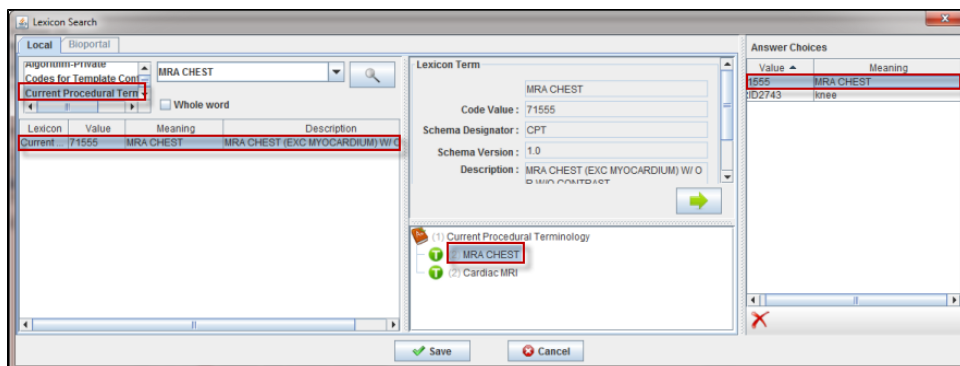 Lexicon Search
Local Bioportal
Algorithm-Private
Codes for Template Cont
Current Procedural Term
MRA CHEST
Whole word
Lexicon Value Meaning Description
Current ... 71555 MRA CHEST MRA CHEST (EXC MYOCARDIUM) W/ O
Lexicon Term
MRA CHEST
Code Value : 71555
Schema Designator : CPT
Schema Version : 1.0
Description : MRA CHEST (EXC MYOCARDIUM) W/ O
R W/O CONTRAST
(1) Current Procedural Terminology
MRA CHEST
(2) Cardiac MRI
Answer Choices
Value Meaning
1555 MRA CHEST
RID2743 knee
Save Cancel